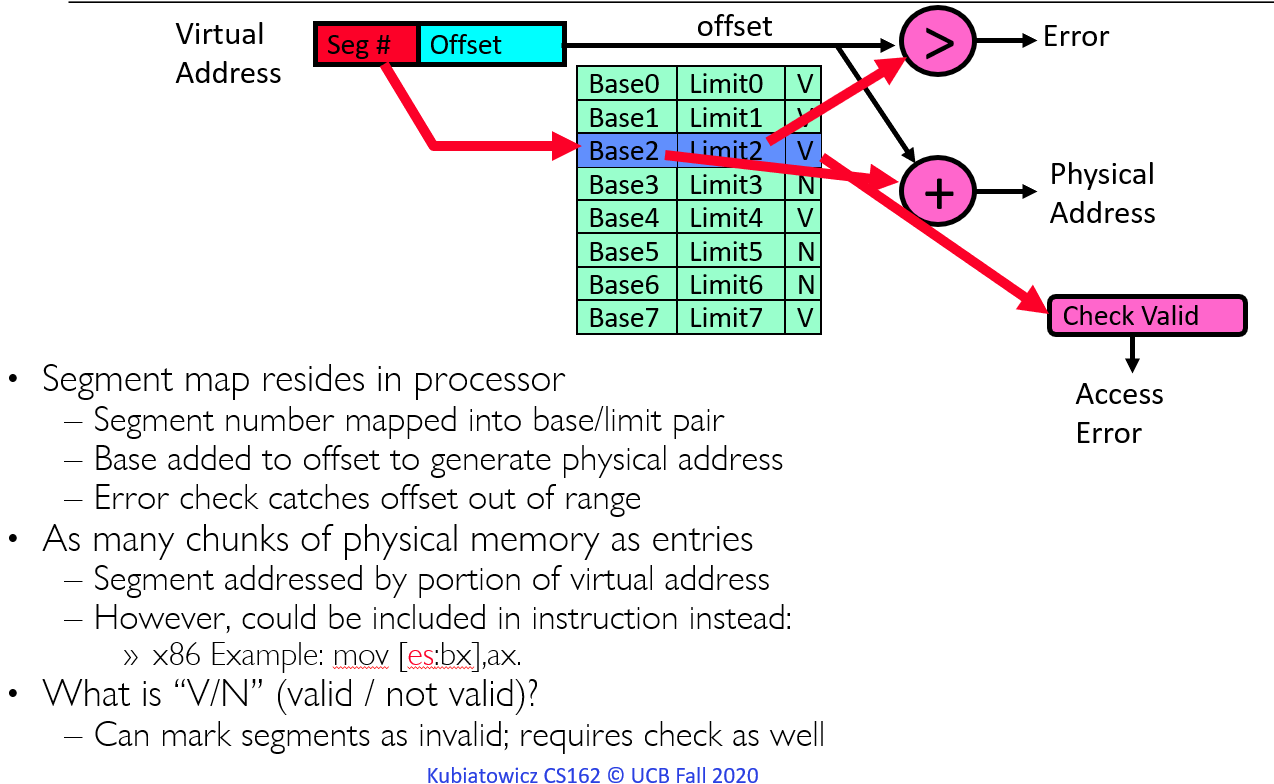 Virtual
Address
Seg #
Offset
offset
>
Error
Base0 Limit0 V
Base1 Limit1 V
Base2 Limit2 V
Base3 Limit3 N
Base4 Limit4 V
Base5 Limit5 N
Base6 Limit6 N
Base7 Limit7 V
+
Physical
Address
Check Valid
Access
Error
• Segment map resides in processor
– Segment number mapped into base/limit pair
– Base added to offset to generate physical address
– Error check catches offset out of range
• As many chunks of physical memory as entries
– Segment addressed by portion of virtual address
– However, could be included in instruction instead:
» x86 Example: mov [es:bx],ax.
• What is “V/N” (valid / not valid)?
– Can mark segments as invalid; requires check as well
Kubiatowicz CS162 © UCB Fall 2020